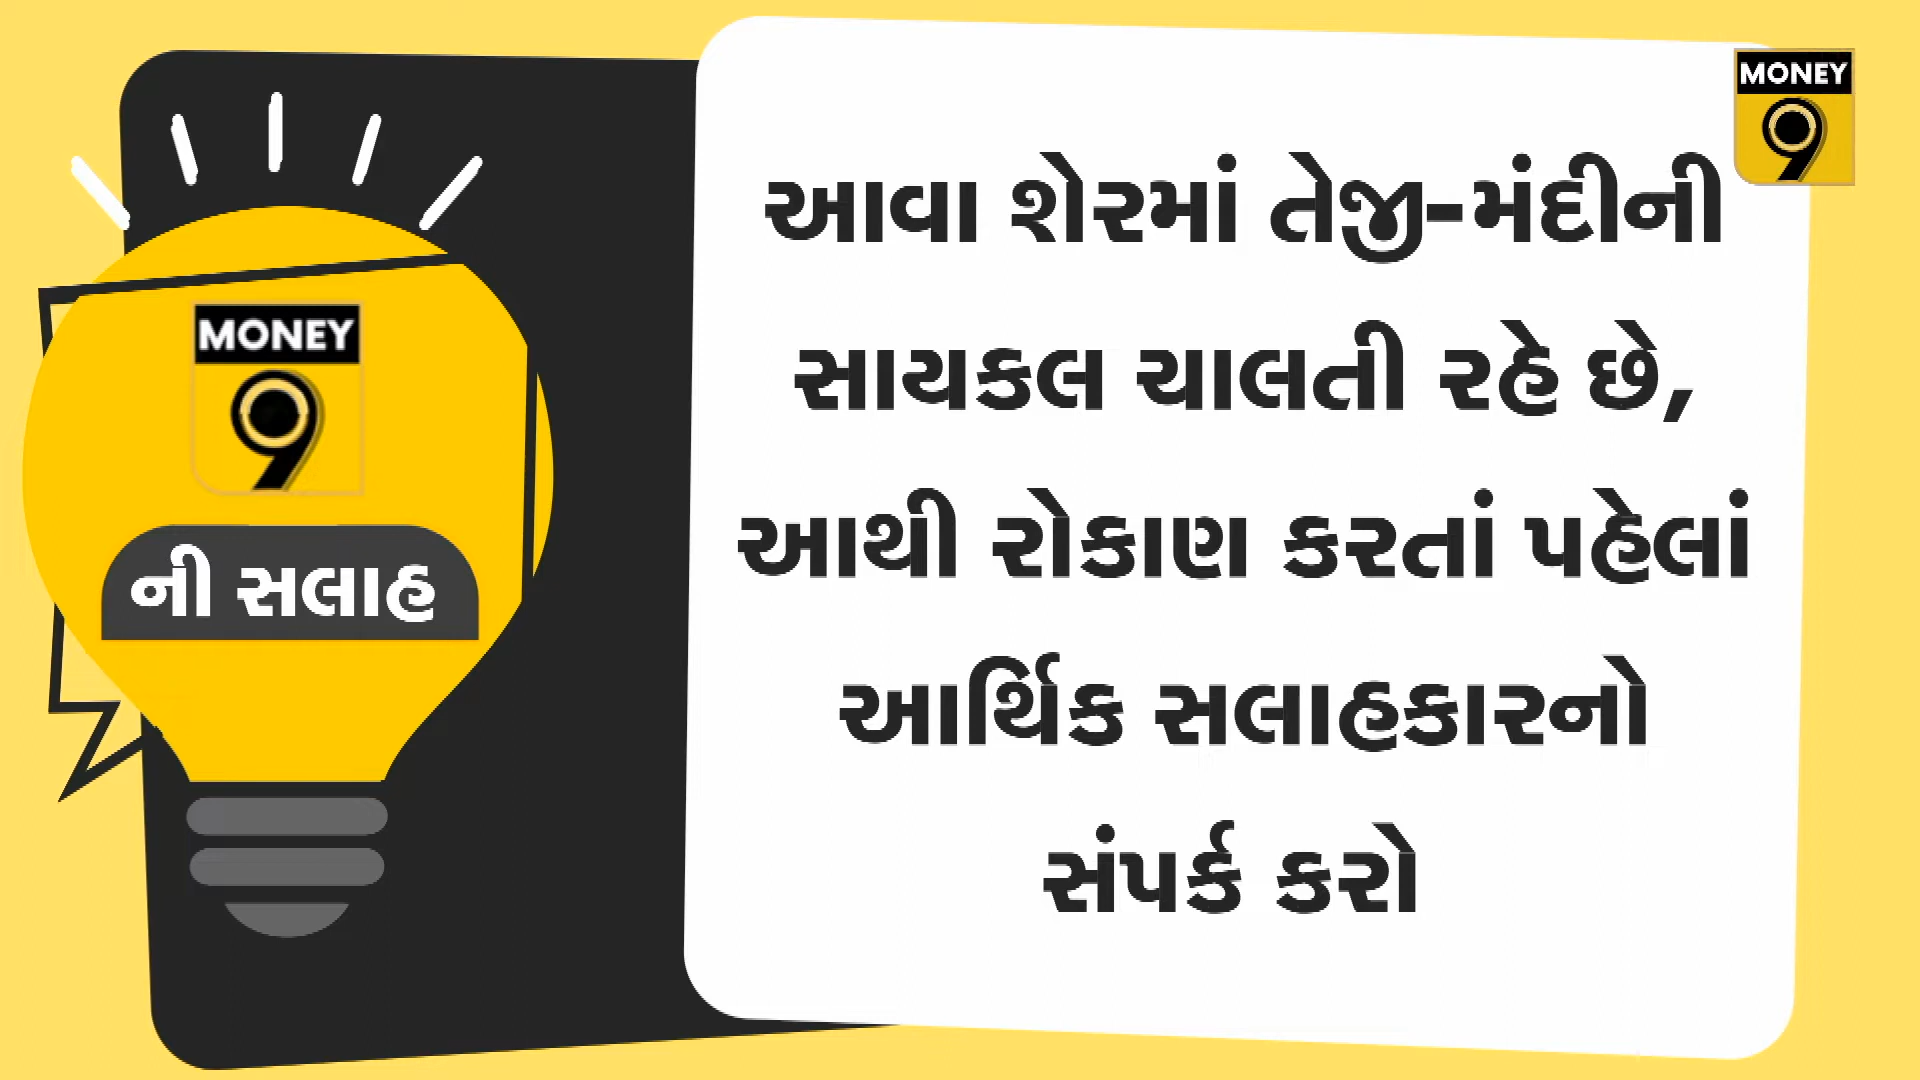 MONEY
9
ની સલાહ
MONEY
9
આવા શેરમાં તેજી-મંદીની
સાયકલ ચાલતી રહે છે,
આથી રોકાણ કરતાં પહેલાં
આર્થિક સલાહકારનો
સંપર્ક કરો